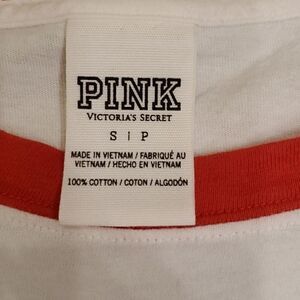 PINK
VICTORIA'S SECRET
S | P
MADE IN VIETNAM / FABRIQUÉ AU
VIETNAM / HECHO EN VIETNAM
100% COTTON / COTON / ALGODÓN